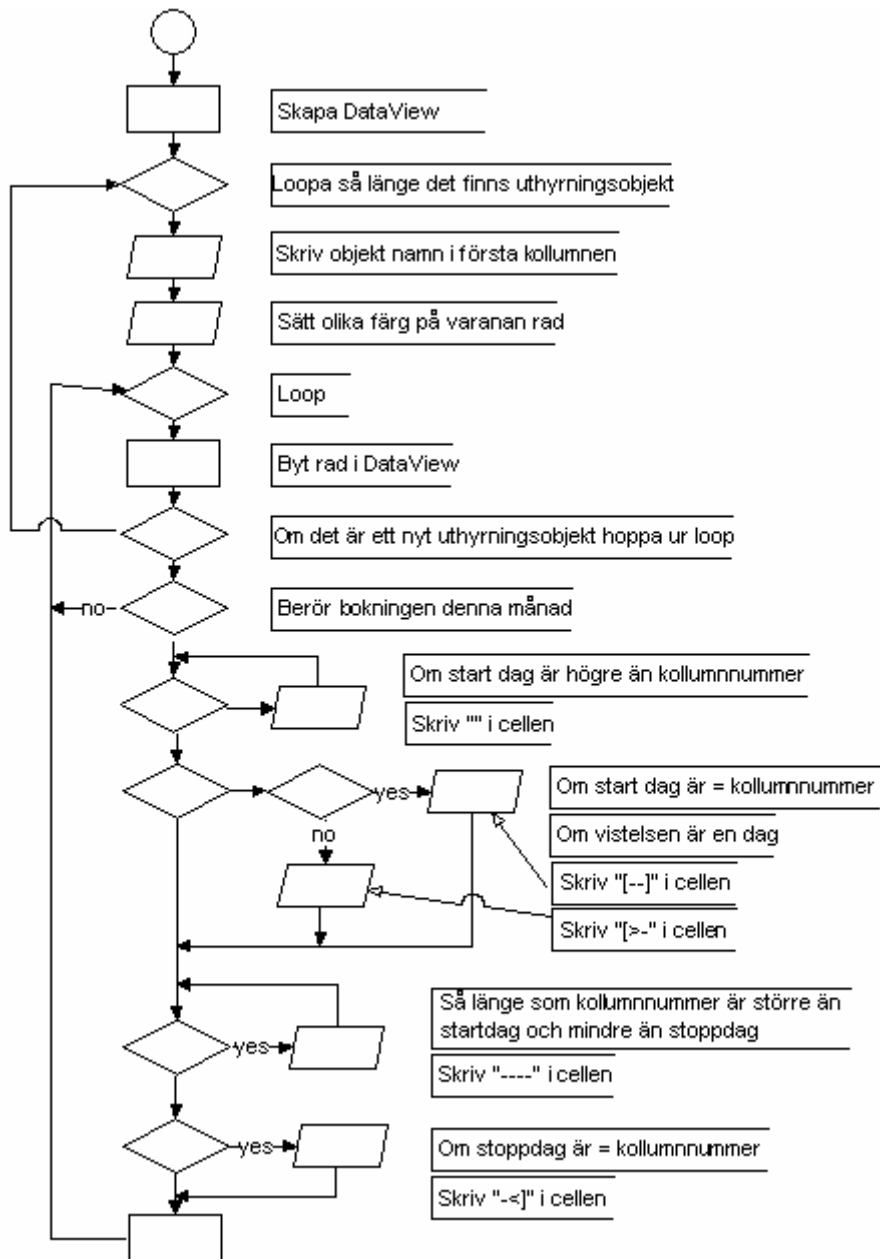 Skapa DataView
Loopa så länge det finns uthyrningsobjekt
Skriv objekt namn i första kollumnen
Sätt olika färg på varanan rad
Loop
Byt rad i DataView
Om det är ett nyt uthyrningsobjekt hoppa ur loop
no
Berör bokningen denna månad
Om start dag är högre än kollumnnummer
Skriv "" i cellen
yes
Om start dag är = kollumnnummer
no
Om vistelsen är en dag
Skriv "[--]" i cellen
Skriv "[>-" i cellen
Så länge som kollumnnummer är större än
startdag och mindre än stoppdag
yes
Skriv "----" i cellen
yes
Om stoppdag är = kollumnnummer
Skriv "-<]" i cellen